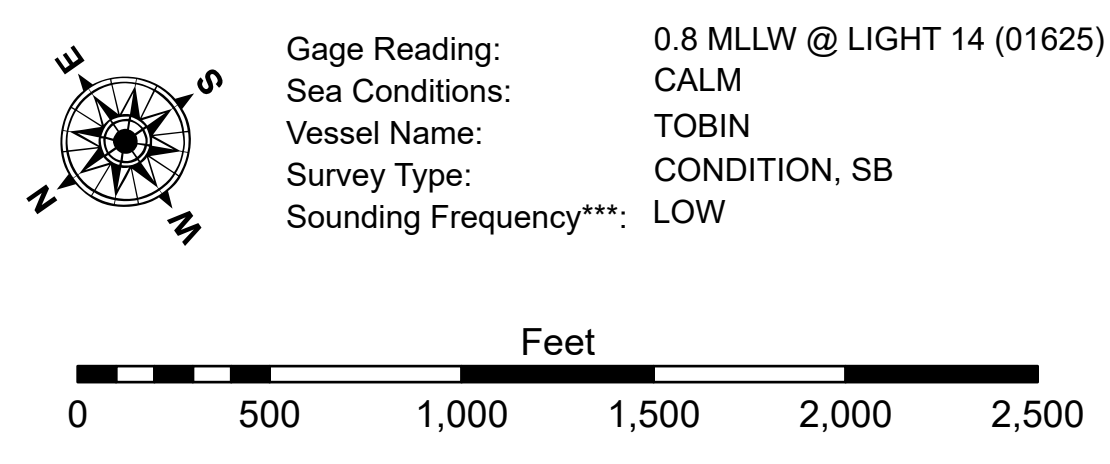 E
S
N
W
Gage Reading: 0.8 MLLW @ LIGHT 14 (01625)
Sea Conditions: CALM
Vessel Name: TOBIN
Survey Type: CONDITION, SB
Sounding Frequency***: LOW
Feet
0 500 1,000 1,500 2,000 2,500